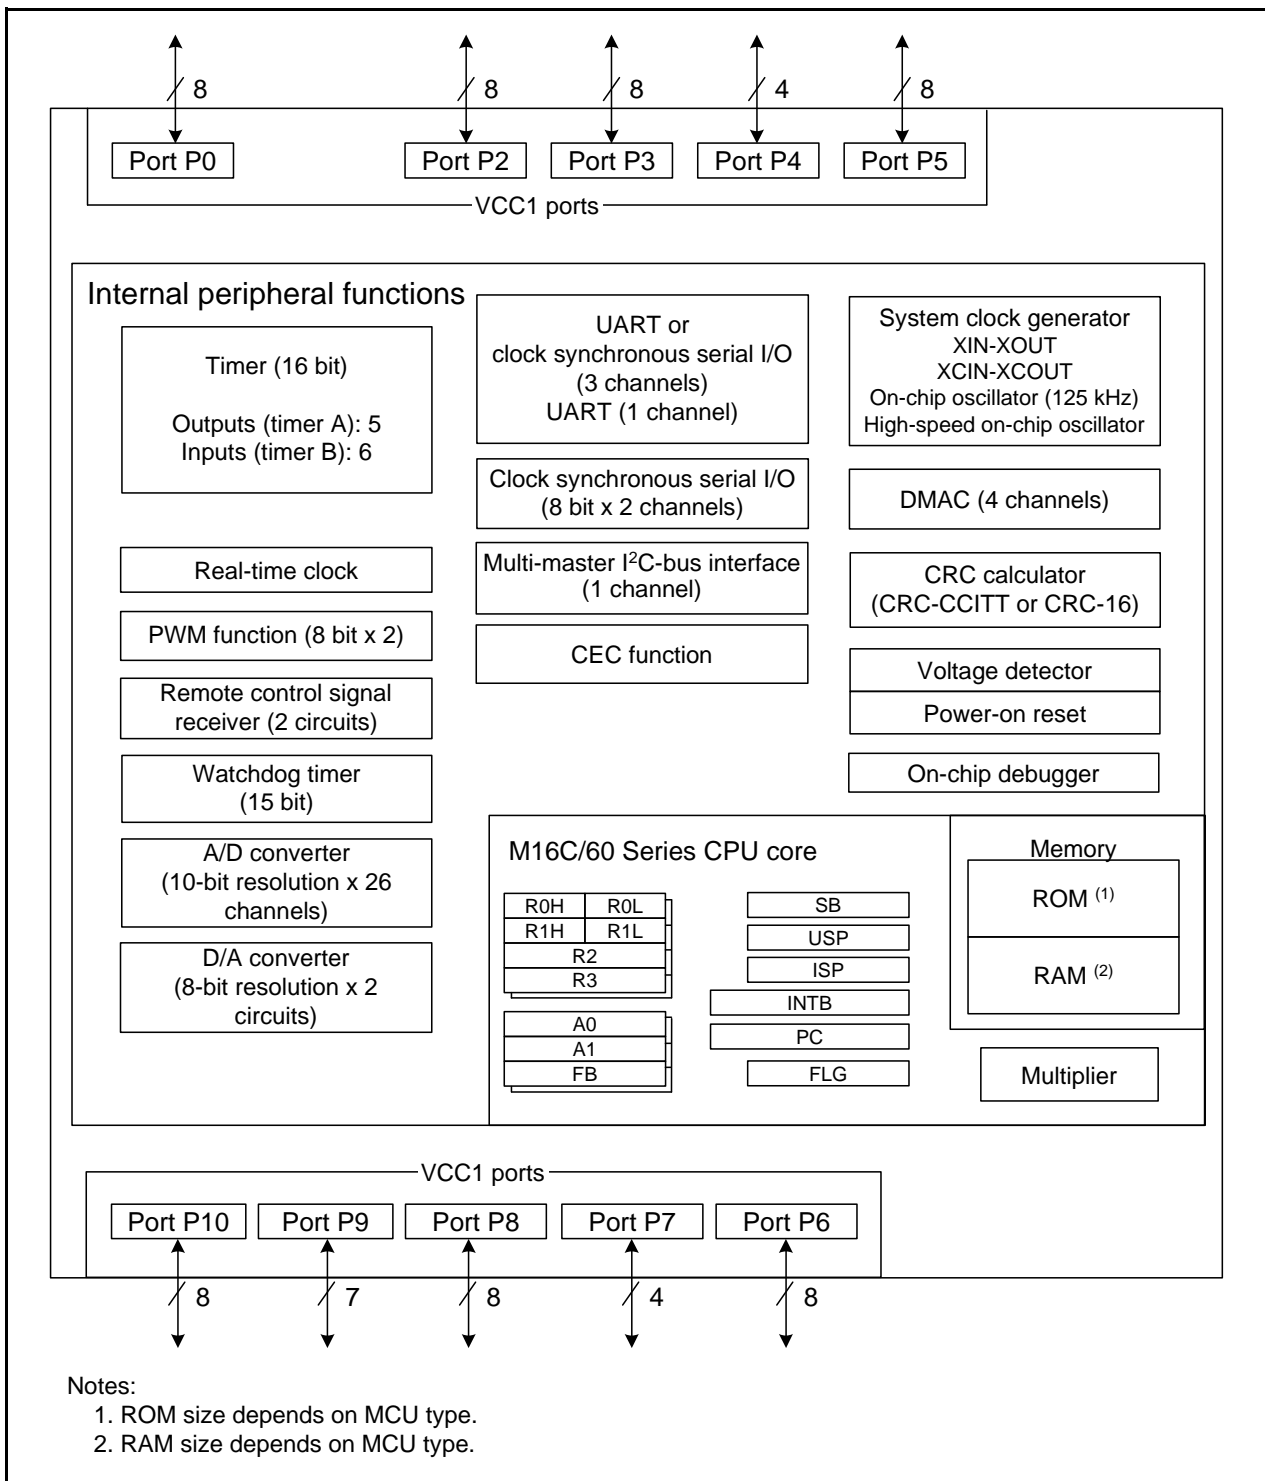 8
8
8
4
8
Port P0
Port P2
Port P3
Port P4
Port P5
VCC1 ports
Internal peripheral functions
Timer (16 bit)
Outputs (timer A): 5
Inputs (timer B): 6
Real-time clock
PWM function (8 bit x 2)
Remote control signal
receiver (2 circuits)
Watchdog timer
(15 bit)
A/D converter
(10-bit resolution x 26
channels)
D/A converter
(8-bit resolution x 2
circuits)
UART or
clock synchronous serial I/O
(3 channels)
UART (1 channel)
Clock synchronous serial I/O
(8 bit x 2 channels)
Multi-master I²C-bus interface
(1 channel)
CEC function
System clock generator
XIN-XOUT
XCIN-XCOUT
On-chip oscillator (125 kHz)
High-speed on-chip oscillator
DMAC (4 channels)
CRC calculator
(CRC-CCITT or CRC-16)
Voltage detector
Power-on reset
On-chip debugger
M16C/60 Series CPU core
R0H
R0L
R1H
R1L
R2
R3
A0
A1
FB
SB
USP
ISP
INTB
PC
FLG
Memory
ROM (1)
RAM (2)
Multiplier
VCC1 ports
Port P10
Port P9
Port P8
Port P7
Port P6
8
7
8
4
8
Notes:
1. ROM size depends on MCU type.
2. RAM size depends on MCU type.